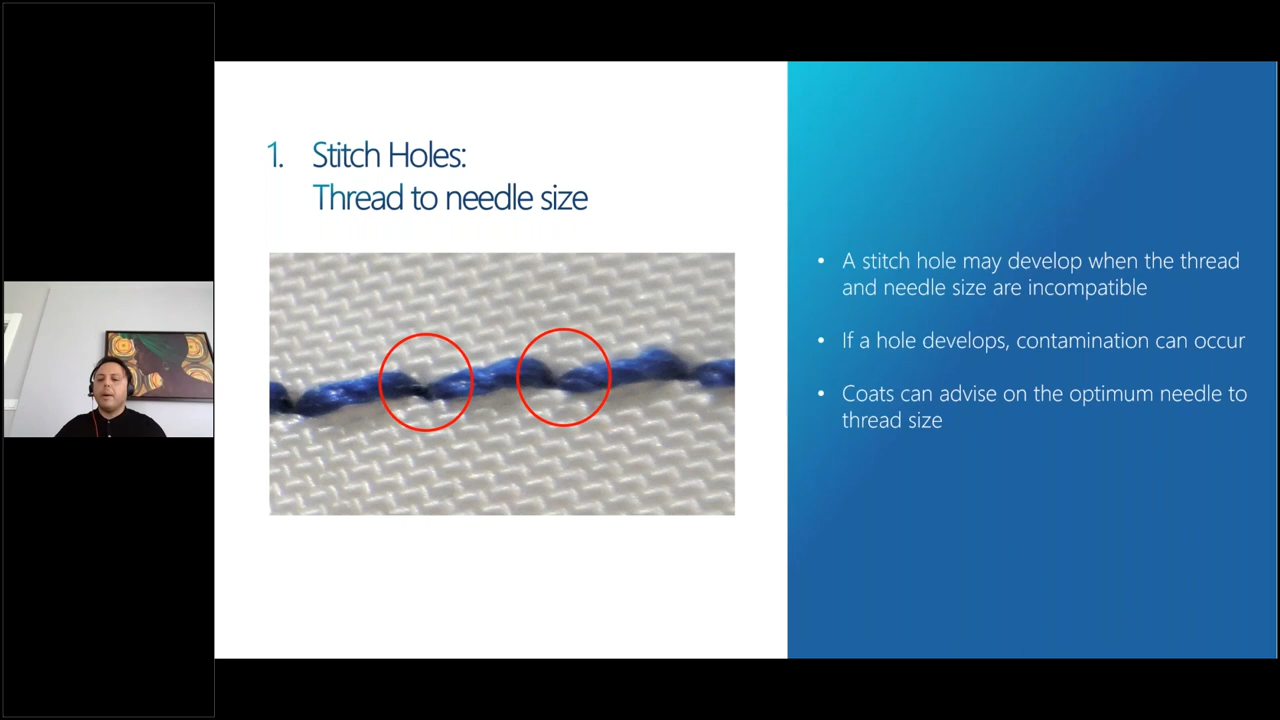 1. Stitch Holes:
Thread to needle size
• A stitch hole may develop when the thread
and needle size are incompatible
• If a hole develops, contamination can occur
• Coats can advise on the optimum needle to
thread size